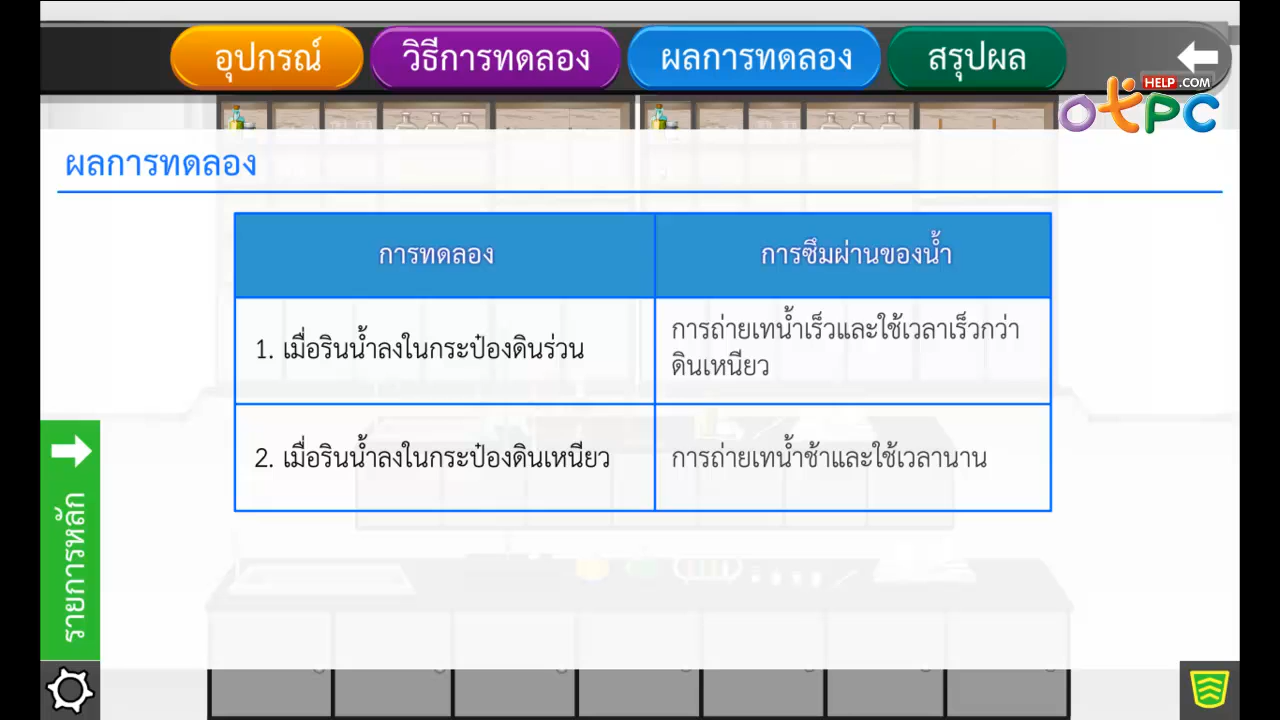 อุปกรณ์
วิธีการทดลอง
ผลการทดลอง
สรุปผล
HELP .COM
OTPC
ผลการทดลอง
การทดลอง
การซึมผ่านของน้ำ
1. เมื่อรินน้ำลงในกระป๋องดินร่วน
การถ่ายเทน้ำเร็วและใช้เวลาเร็วกว่า
ดินเหนียว
2. เมื่อรินน้ำลงในกระป๋องดินเหนียว
การถ่ายเทน้ำช้าและใช้เวลานาน
รายการหลัก